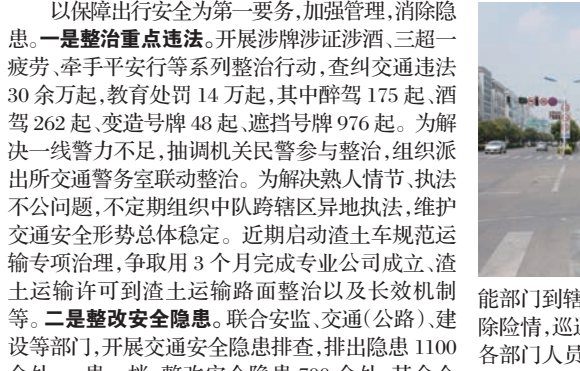 以保障出行安全为第一要务,加强管理,消除隐
患。一是整治重点违法。开展涉牌涉证涉酒、三超一
疲劳、牵手平安行等系列整治行动,查纠交通违法
30余万起,教育处罚14万起,其中醉驾175起、酒
驾262起、变造号牌48起、遮挡号牌976起。为解
决一线警力不足,抽调机关民警参与整治,组织派
出所交通警务室联动整治。为解决熟人情节、执法
不公问题,不定期组织中队跨辖区异地执法,维护
交通安全形势总体稳定。近期启动渣土车规范运
输专项治理,争取用3个月完成专业公司成立、渣
土运输许可到渣土运输路面整治以及长效机制
等。二是整改安全隐患。联合安监、交通(公路)、建
设等部门,开展交通安全隐患排查,排出隐患1100
能部门到辖
除险情,巡
各部门人员